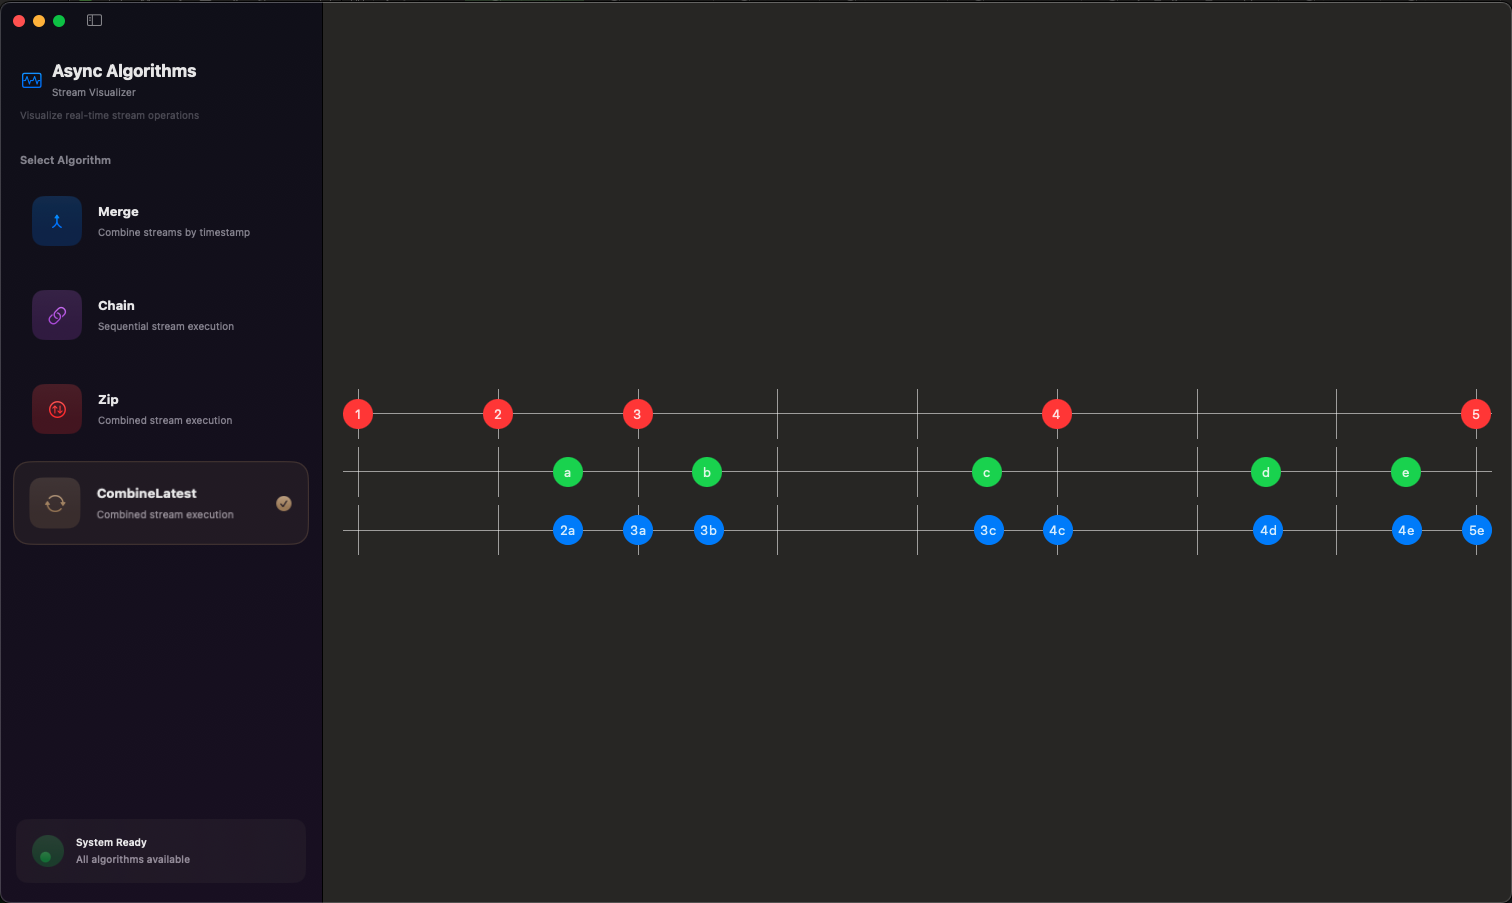 Async Algorithms
Stream Visualizer
Visualize real-time stream operations
Select Algorithm
Merge
Combine streams by timestamp
Chain
Sequential stream execution
Zip
Combined stream execution
CombineLatest
Combined stream execution
System Ready
All algorithms available
1 2 3 4 5
a b c d e
2a 3a 3b 3c 4c 4d 4e 5e